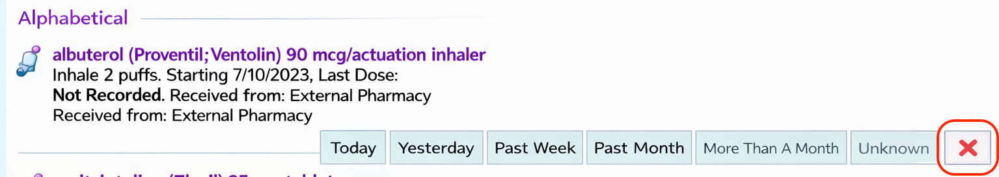 Alphabetical
albuterol (Proventil;Ventolin) 90 mcg/actuation inhaler
Inhale 2 puffs. Starting 7/10/2023, Last Dose:
Not Recorded. Received from: External Pharmacy
Received from: External Pharmacy
Today Yesterday Past Week Past Month More Than A Month Unknown